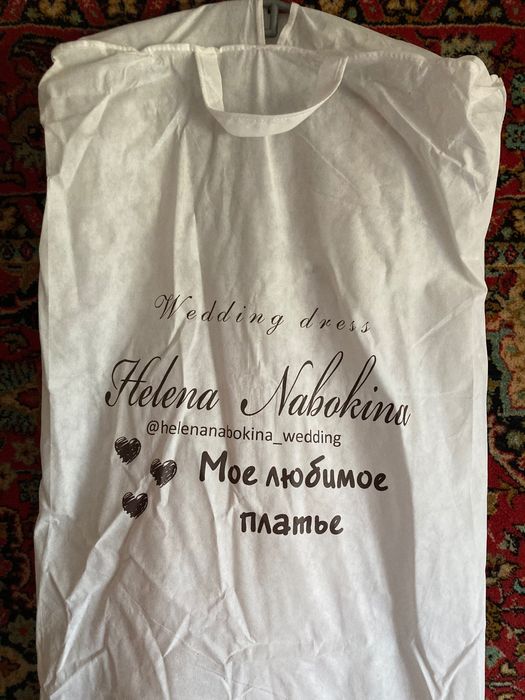 Wedding dress
Helena Nabokina
@helenanabokina_wedding
Мое любимое
платье